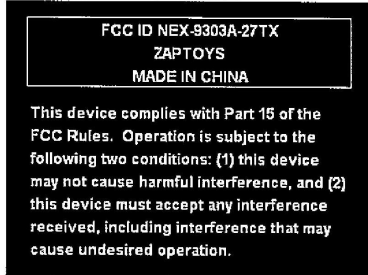 FCC ID NEX-9303A-27TX
ZAPTOYS
MADE IN CHINA
This device complies with Part 15 of the
FCC Rules.  Operation is subject to the
following two conditions: (1) this device
may not cause harmful interference, and (2)
this device must accept any interference
received, including interference that may
cause undesired operation.